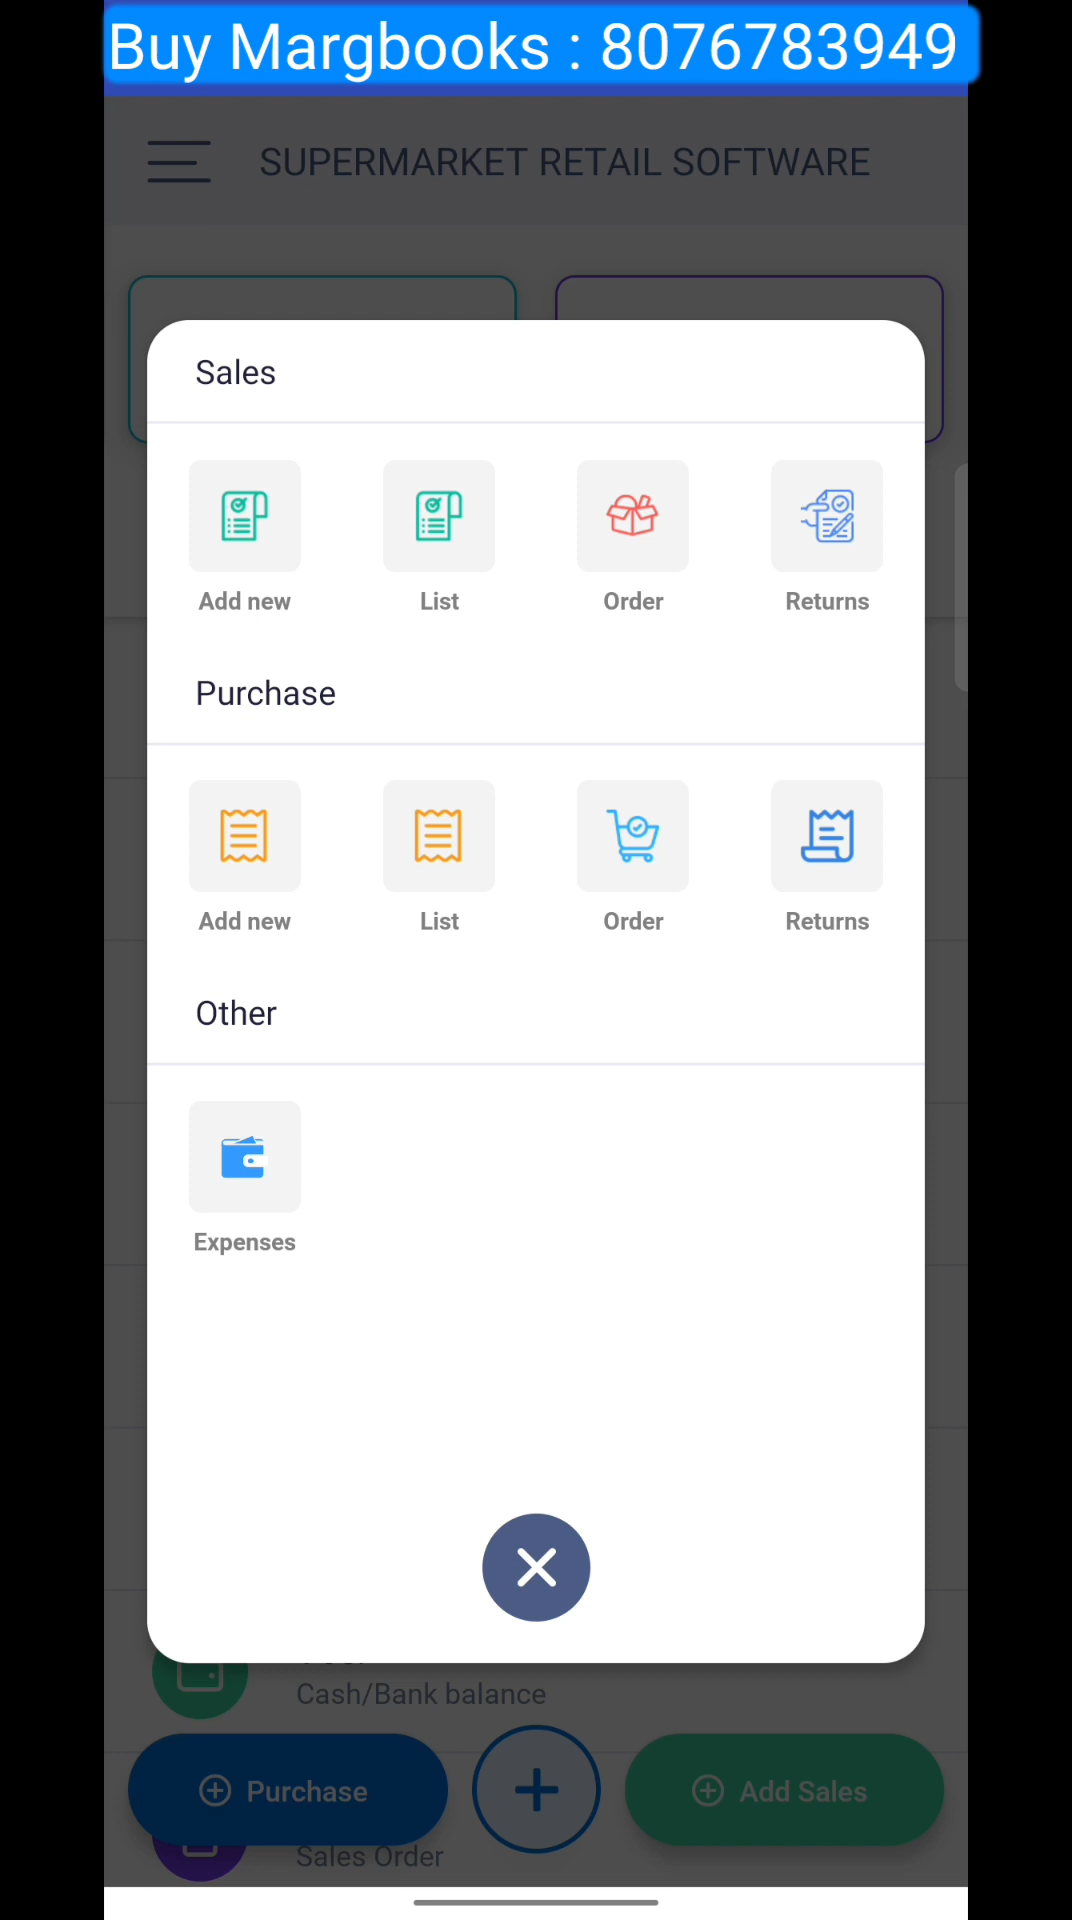 Buy Margbooks : 8076783949
SUPERMARKET RETAIL SOFTWARE
Sales
Add new List Order Returns
Purchase
Add new List Order Returns
Other
Expenses
Cash/Bank balance
Purchase Add Sales
Sales Order